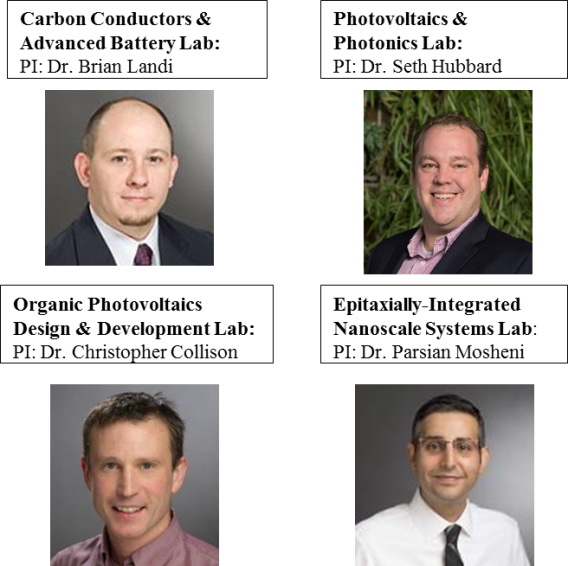 Carbon Conductors &
Advanced Battery Lab:
PI: Dr. Brian Landi
Photovoltaics &
Photonics Lab:
PI: Dr. Seth Hubbard
Organic Photovoltaics
Design & Development Lab:
PI: Dr. Christopher Collison
Epitaxially-Integrated
Nanoscale Systems Lab:
PI: Dr. Parsian Mosheni